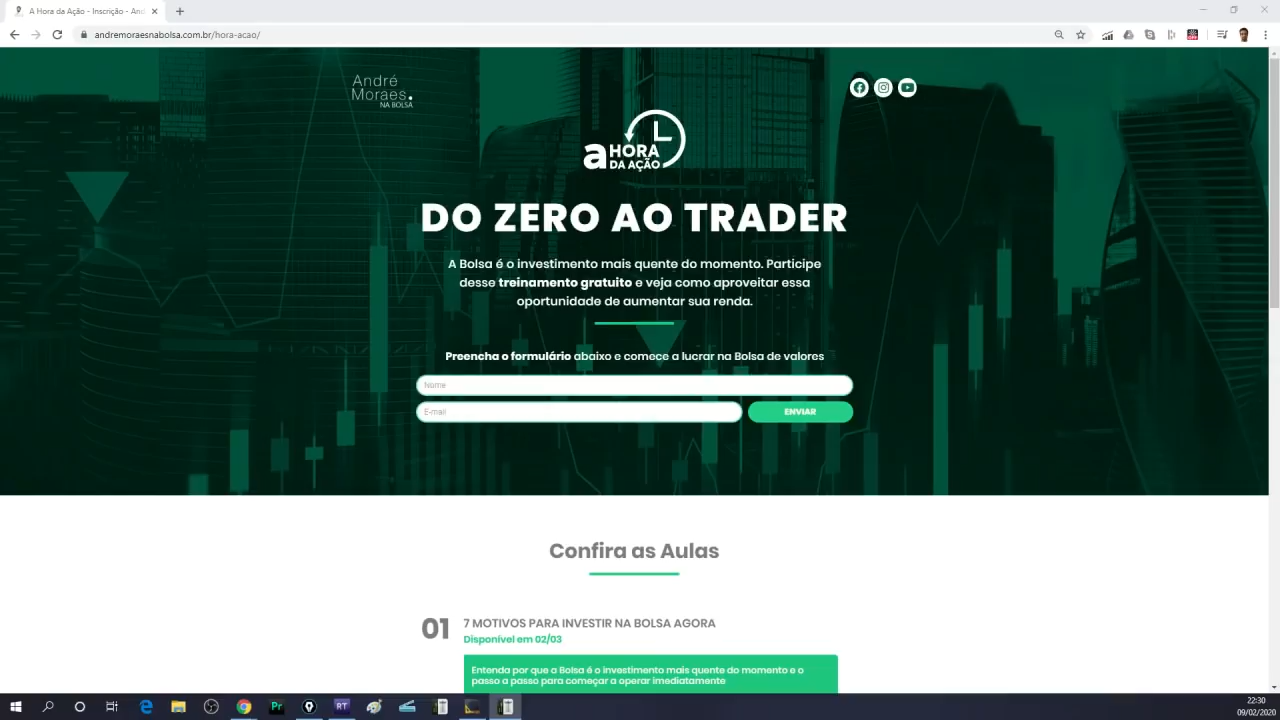 A Hora da Ação - Inscrição - And
andremoraesnabolsa.com.br/hora-acao/
André
Moraes.
NA BOLSA
a HORA
DA AÇÃO
DO ZERO AO TRADER
A Bolsa é o investimento mais quente do momento. Participe
desse treinamento gratuito e veja como aproveitar essa
oportunidade de aumentar sua renda.
Preencha o formulário abaixo e comece a lucrar na Bolsa de valores
Nome
E-mail
ENVIAR
Confira as Aulas
01
7 MOTIVOS PARA INVESTIR NA BOLSA AGORA
Disponível em 02/03
Entenda por que a Bolsa é o investimento mais quente do momento e o
passo a passo para começar a operar imediatamente
Pr
RT
22:30
09/02/2020